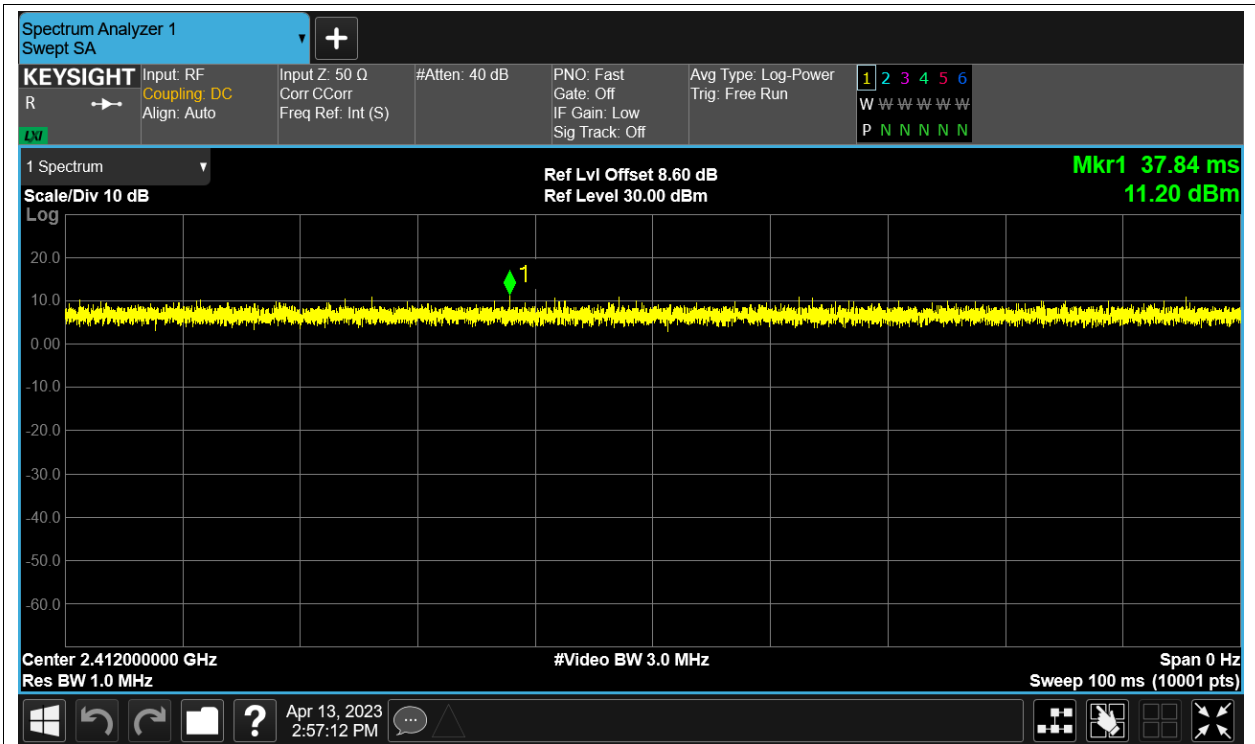 Spectrum Analyzer 1
Swept SA
+
KEYSIGHT
R
LXI
Input: RF
Coupling: DC
Align: Auto
Input Z: 50 Ω
Corr CCorr
Freq Ref: Int (S)
#Atten: 40 dB
PNO: Fast
Gate: Off
IF Gain: Low
Sig Track: Off
Avg Type: Log-Power
Trig: Free Run
1 2 3 4 5 6
W W W W W W
P N N N N N
1 Spectrum
Scale/Div 10 dB
Ref Lvl Offset 8.60 dB
Ref Level 30.00 dBm
Mkr1 37.84 ms
11.20 dBm
Log
20.0
10.0
0.00
-10.0
-20.0
-30.0
-40.0
-50.0
-60.0
1
Center 2.412000000 GHz
Res BW 1.0 MHz
#Video BW 3.0 MHz
Span 0 Hz
Sweep 100 ms (10001 pts)
?
Apr 13, 2023
2:57:12 PM